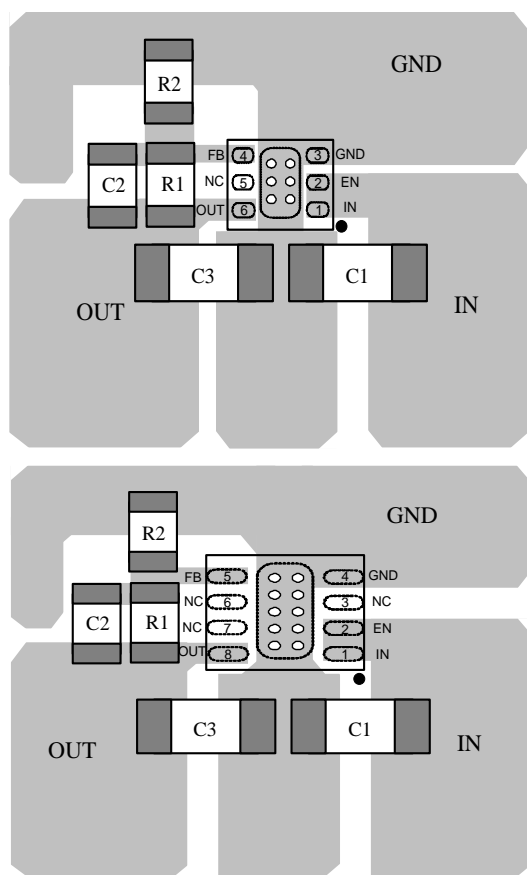 GND
R2
FB 4 3 GND
C2 R1 NC 5 2 EN
OUT 6 1 IN
C3 C1
OUT IN
GND
R2
FB 5 4 GND
NC 6 3 NC
C2 R1 NC 7 2 EN
OUT 8 1 IN
C3 C1
OUT IN